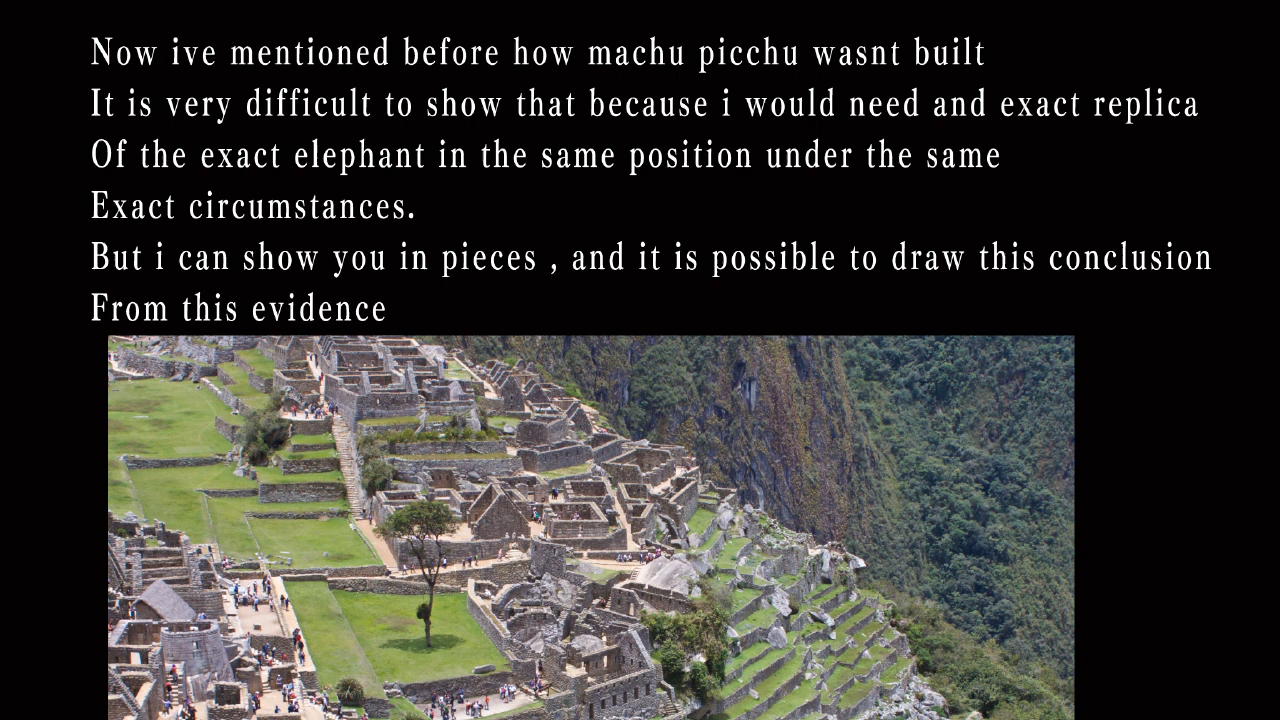 Now ive mentioned before how machu picchu wasnt built
It is very difficult to show that because i would need and exact replica
Of the exact elephant in the same position under the same
Exact circumstances.
But i can show you in pieces , and it is possible to draw this conclusion
From this evidence